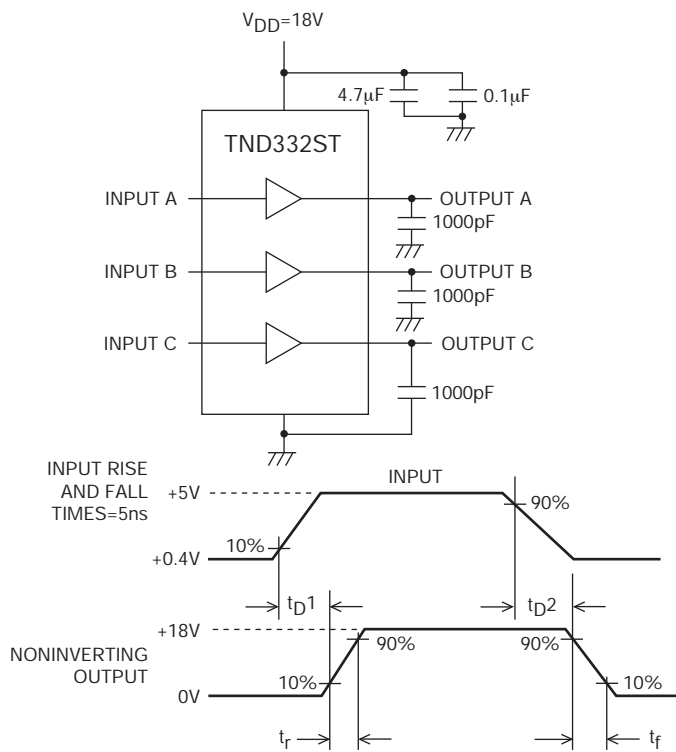 VDD=18V
4.7μF
0.1μF
TND332ST
INPUT A
OUTPUT A
1000pF
INPUT B
OUTPUT B
1000pF
INPUT C
OUTPUT C
1000pF
INPUT RISE
AND FALL
TIMES=5ns
+5V
INPUT
90%
10%
+0.4V
tD1
tD2
+18V
NONINVERTING
OUTPUT
90%
90%
10%
10%
0V
tr
tf